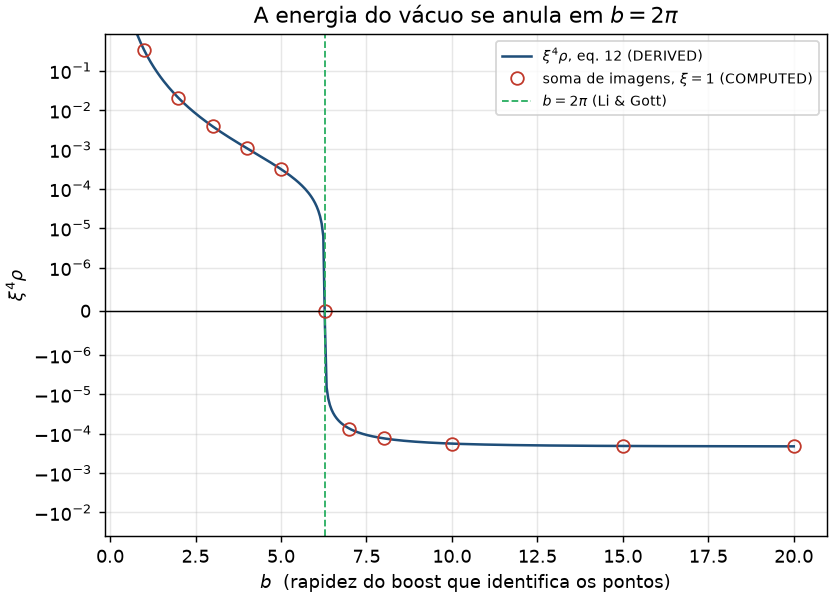 A energia do vácuo se anula em b = 2π
ξ⁴ρ, eq. 12 (DERIVED)
soma de imagens, ξ = 1 (COMPUTED)
b = 2π (Li & Gott)
10⁻¹
10⁻²
10⁻³
10⁻⁴
10⁻⁵
10⁻⁶
0
−10⁻⁶
−10⁻⁵
−10⁻⁴
−10⁻³
−10⁻²
ξ⁴ρ
0.0 2.5 5.0 7.5 10.0 12.5 15.0 17.5 20.0
b (rapidez do boost que identifica os pontos)